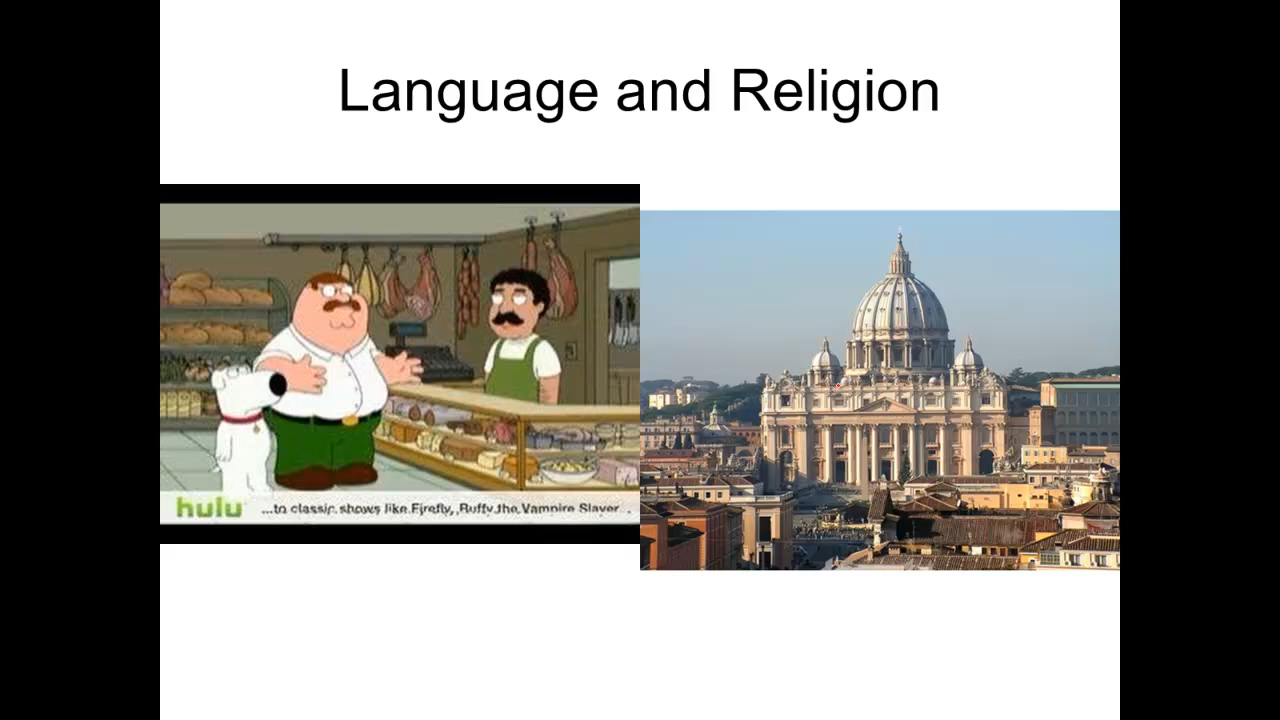 Language and Religion
hulu
...to classic shows like Firefly, Buffy the Vampire Slayer